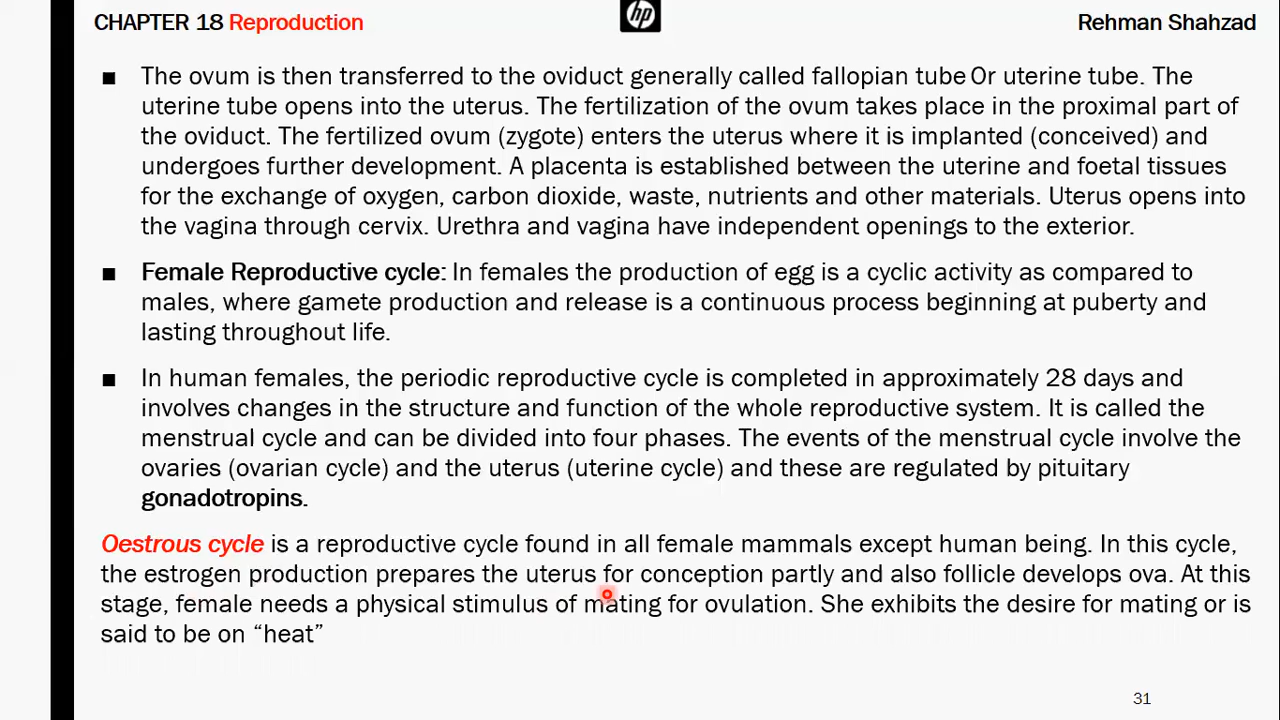 CHAPTER 18 Reproduction
hp
Rehman Shahzad
▪ The ovum is then transferred to the oviduct generally called fallopian tube Or uterine tube. The
uterine tube opens into the uterus. The fertilization of the ovum takes place in the proximal part of
the oviduct. The fertilized ovum (zygote) enters the uterus where it is implanted (conceived) and
undergoes further development. A placenta is established between the uterine and foetal tissues
for the exchange of oxygen, carbon dioxide, waste, nutrients and other materials. Uterus opens into
the vagina through cervix. Urethra and vagina have independent openings to the exterior.
▪ Female Reproductive cycle: In females the production of egg is a cyclic activity as compared to
males, where gamete production and release is a continuous process beginning at puberty and
lasting throughout life.
▪ In human females, the periodic reproductive cycle is completed in approximately 28 days and
involves changes in the structure and function of the whole reproductive system. It is called the
menstrual cycle and can be divided into four phases. The events of the menstrual cycle involve the
ovaries (ovarian cycle) and the uterus (uterine cycle) and these are regulated by pituitary
gonadotropins.
Oestrous cycle is a reproductive cycle found in all female mammals except human being. In this cycle,
the estrogen production prepares the uterus for conception partly and also follicle develops ova. At this
stage, female needs a physical stimulus of mating for ovulation. She exhibits the desire for mating or is
said to be on “heat”
31